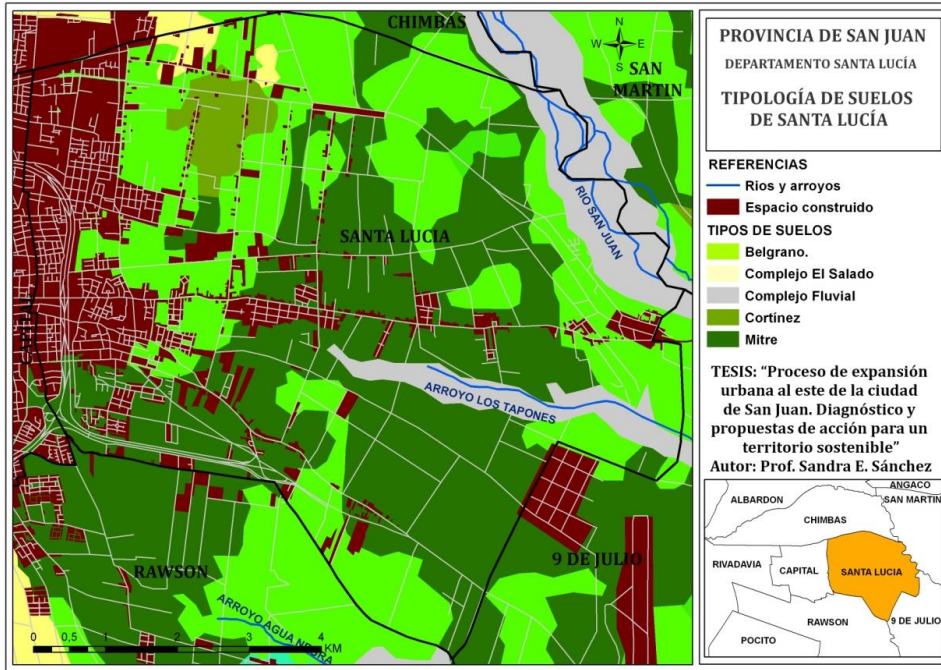 CHIMBAS
N
W E
S
SAN
MARTIN
RIO SAN JUAN
SANTA LUCIA
ARROYO LOS TAPONES
RAWSON
9 DE JULIO
ARROYO AGUA NEGRA
0 0,5 1 2 3 4
KM
PROVINCIA DE SAN JUAN
DEPARTAMENTO SANTA LUCÍA
TIPOLOGÍA DE SUELOS
DE SANTA LUCÍA
REFERENCIAS
Rios y arroyos
Espacio construido
TIPOS DE SUELOS
Belgrano.
Complejo El Salado
Complejo Fluvial
Cortínez
Mitre
TESIS: “Proceso de expansión
urbana al este de la ciudad
de San Juan. Diagnóstico y
propuestas de acción para un
territorio sostenible”
Autor: Prof. Sandra E. Sánchez
ANGACO
ALBARDON
SAN MARTIN
CHIMBAS
RIVADAVIA
CAPITAL
SANTA LUCIA
RAWSON
9 DE JULIO
POCITO